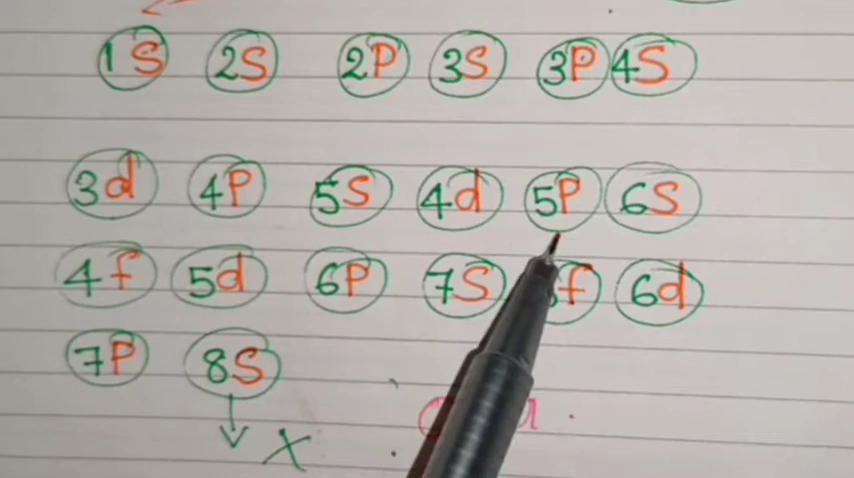 1S 2S 2P 3S 3P 4S
3d 4P 5S 4d 5P 6S
4f 5d 6P 7S f 6d
7P 8S
X